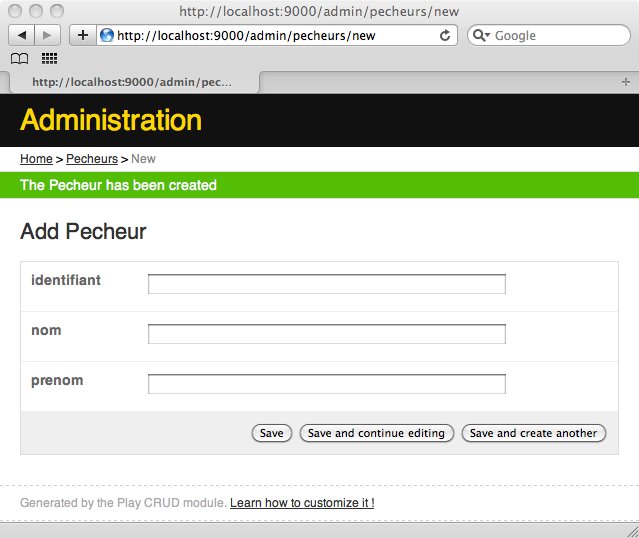 http://localhost:9000/admin/pecheurs/new
http://localhost:9000/admin/pecheurs/new
Google
http://localhost:9000/admin/pec...
Administration
Home > Pecheurs > New
The Pecheur has been created
Add Pecheur
identifiant
nom
prenom
Save Save and continue editing Save and create another
Generated by the Play CRUD module. Learn how to customize it !